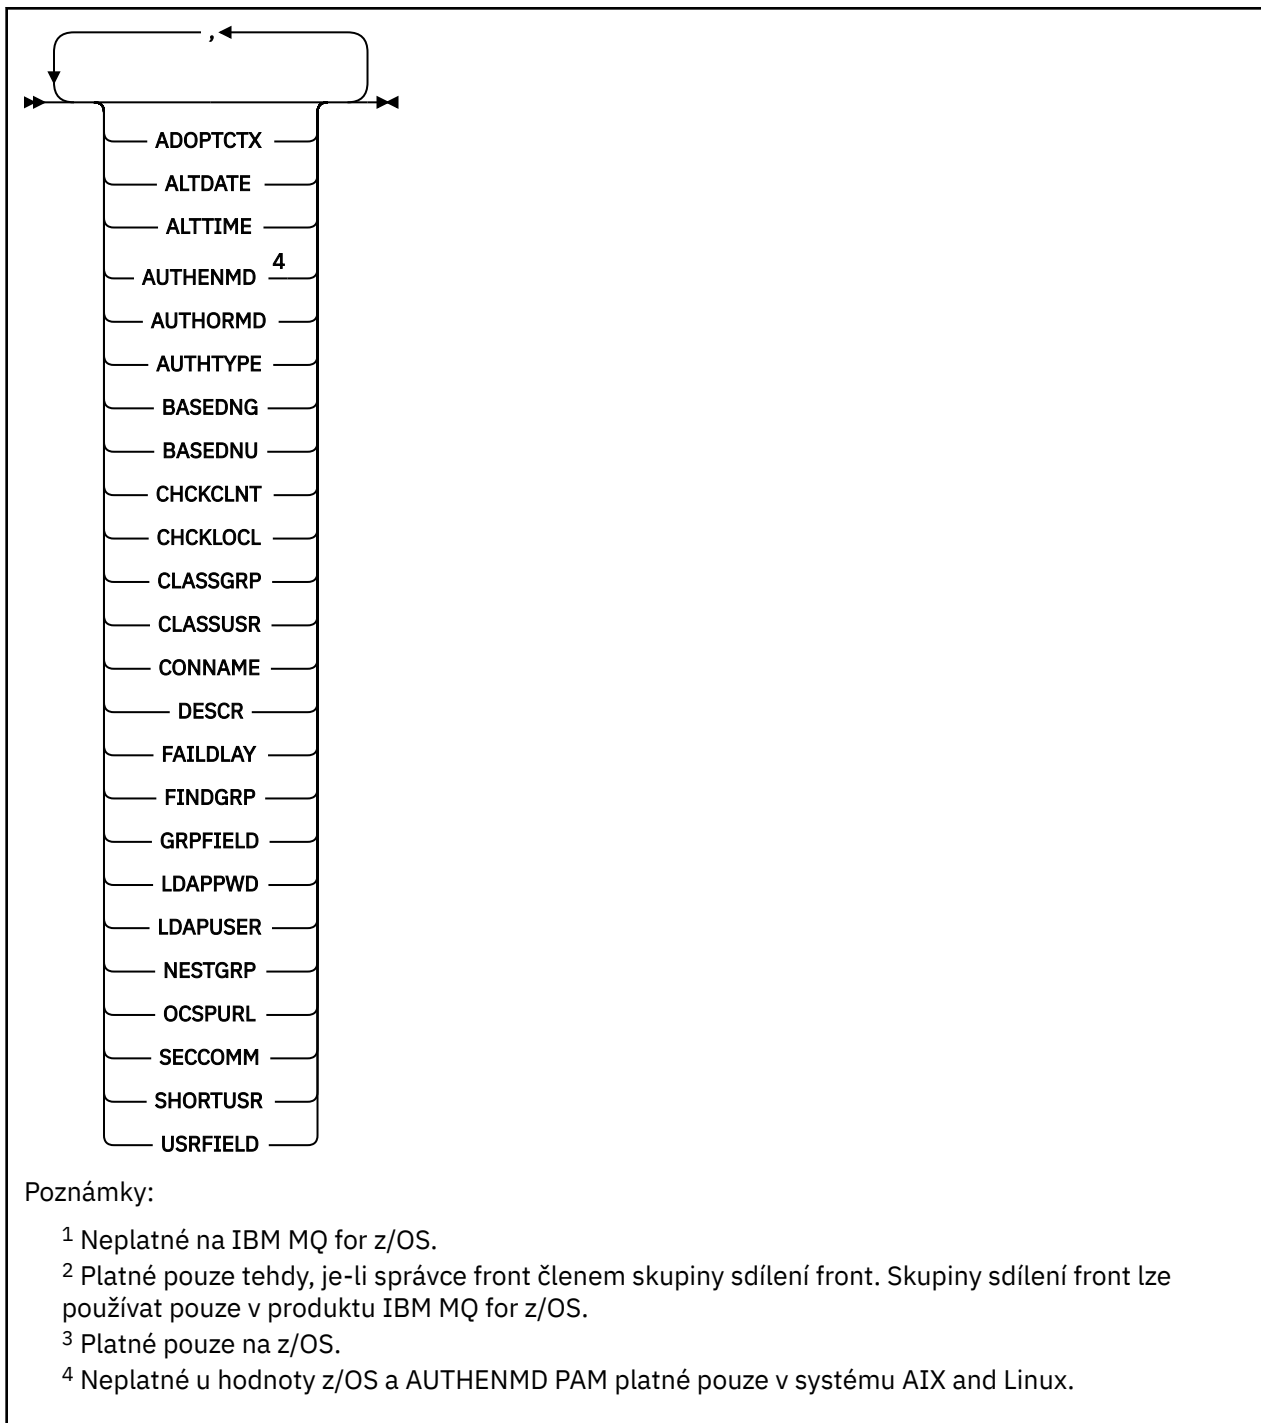 ,
ADOPTCTX
ALTDATE
ALTTIME
AUTHENMD 4
AUTHORMD
AUTHTYPE
BASEDNG
BASEDNU
CHCKCLNT
CHCKLOCL
CLASSGRP
CLASSUSR
CONNAME
DESCR
FAILDLAY
FINDGRP
GRPFIELD
LDAPPWD
LDAPUSER
NESTGRP
OCSPURL
SECCOMM
SHORTUSR
USRFIELD
Poznámky:
1 Neplatné na IBM MQ for z/OS.
2 Platné pouze tehdy, je-li správce front členem skupiny sdílení front. Skupiny sdílení front lze
používat pouze v produktu IBM MQ for z/OS.
3 Platné pouze na z/OS.
4 Neplatné u hodnoty z/OS a AUTHENMD PAM platné pouze v systému AIX and Linux.